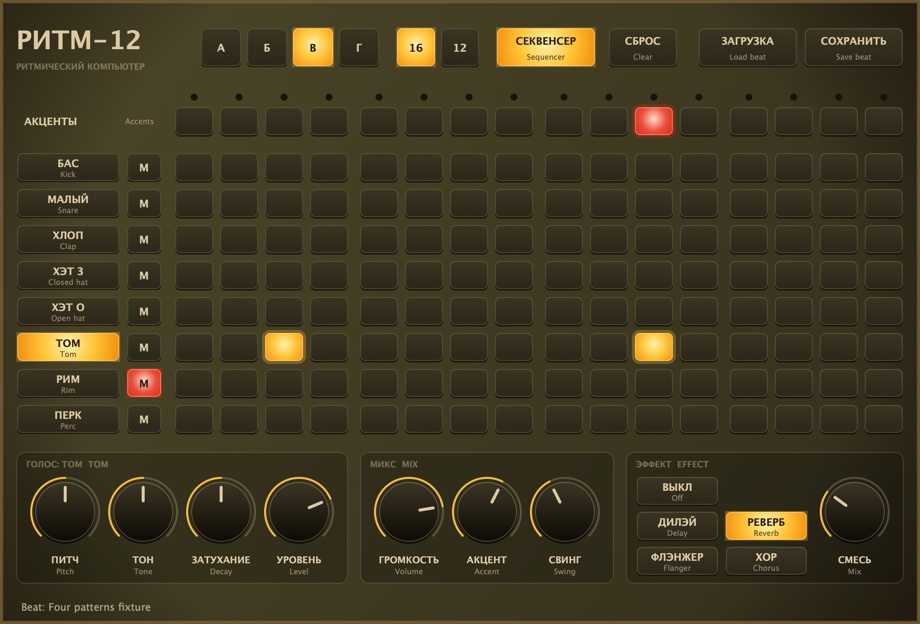 РИТМ–12
РИТМИЧЕСКИЙ КОМПЬЮТЕР
А Б В Г 16 12
СЕКВЕНСЕР
Sequencer
СБРОС
Clear
ЗАГРУЗКА
Load beat
СОХРАНИТЬ
Save beat
АКЦЕНТЫ Accents
БАС
Kick
M
МАЛЫЙ
Snare
M
ХЛОП
Clap
M
ХЭТ З
Closed hat
M
ХЭТ О
Open hat
M
ТОМ
Tom
M
РИМ
Rim
M
ПЕРК
Perc
M
ГОЛОС: ТОМ TOM
ПИТЧ
Pitch
ТОН
Tone
ЗАТУХАНИЕ
Decay
УРОВЕНЬ
Level
МИКС MIX
ГРОМКОСТЬ
Volume
АКЦЕНТ
Accent
СВИНГ
Swing
ЭФФЕКТ EFFECT
ВЫКЛ
Off
ДИЛЭЙ
Delay
РЕВЕРБ
Reverb
ФЛЭНЖЕР
Flanger
ХОР
Chorus
СМЕСЬ
Mix
Beat: Four patterns fixture